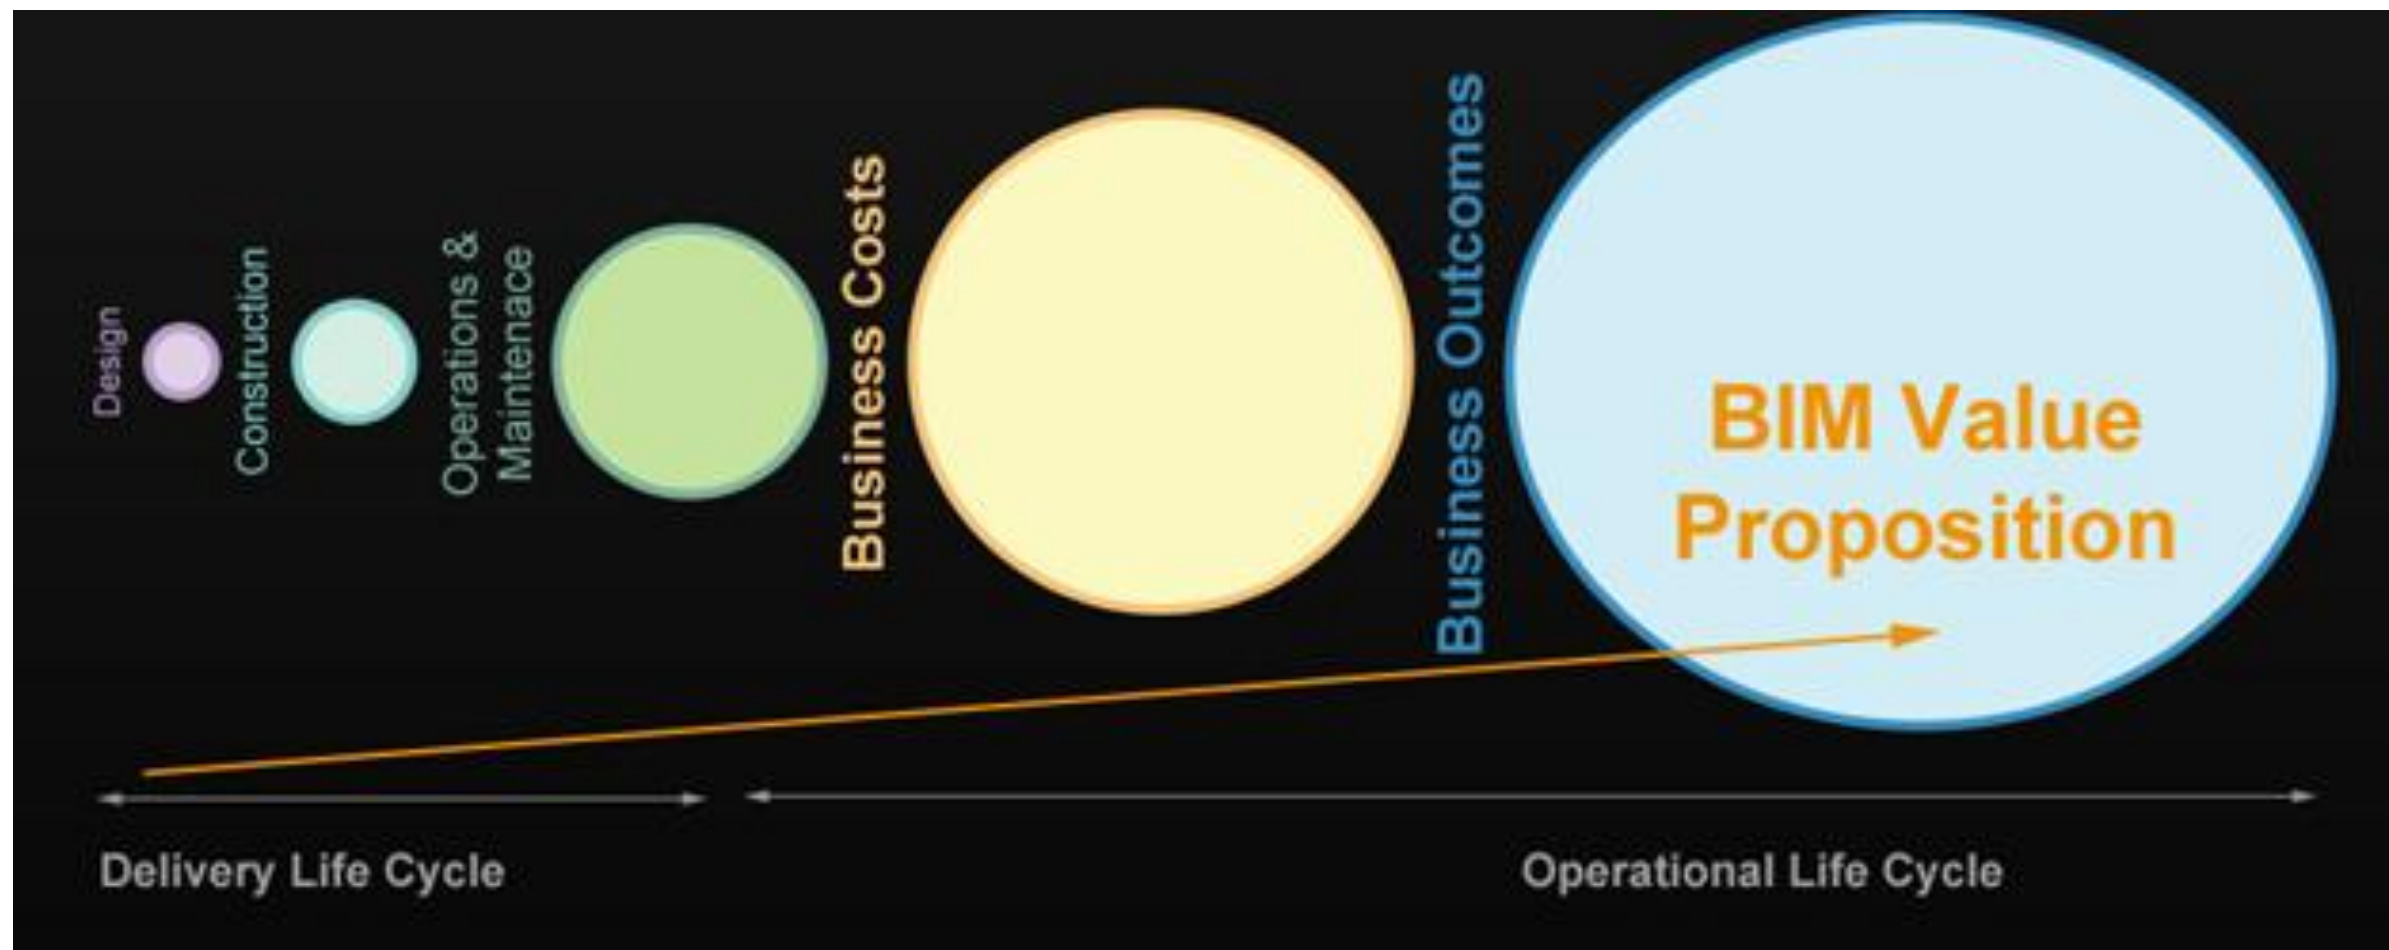 Design
Construction
Operations &
Maintenace
Business Costs
Business Outcomes
BIM Value
Proposition
Delivery Life Cycle
Operational Life Cycle